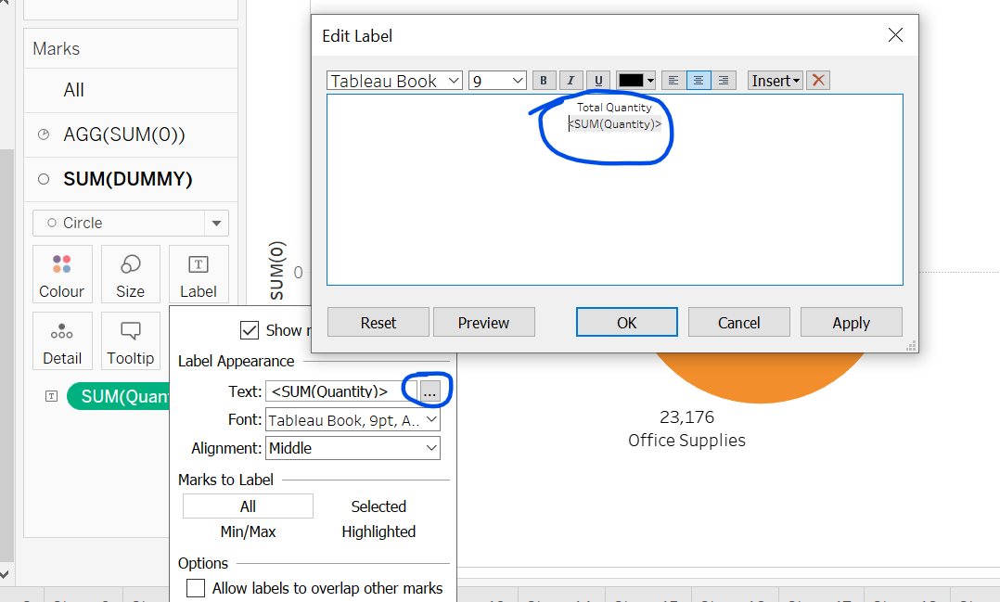 Marks
All
AGG(SUM(0))
SUM(DUMMY)
Circle
Colour
Size
Label
Detail
Tooltip
SUM(Quan
Edit Label
Tableau Book
9
B
I
U
Insert
Total Quantity
<SUM(Quantity)>
Reset
Preview
OK
Cancel
Apply
SUM(0)
0
Show
Label Appearance
Text:
<SUM(Quantity)>
...
Font:
Tableau Book, 9pt, A..
Alignment:
Middle
Marks to Label
All
Selected
Min/Max
Highlighted
Options
Allow labels to overlap other marks
23,176
Office Supplies